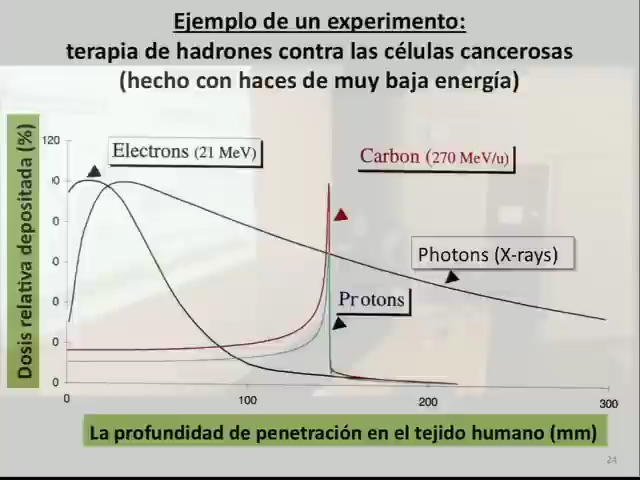 Ejemplo de un experimento:
terapia de hadrones contra las células cancerosas
(hecho con haces de muy baja energía)
Dosis relativa depositada (%)
120
Electrons (21 MeV)
Carbon (270 MeV/u)
Photons (X-rays)
Protons
0
0
100
200
300
La profundidad de penetración en el tejido humano (mm)
24